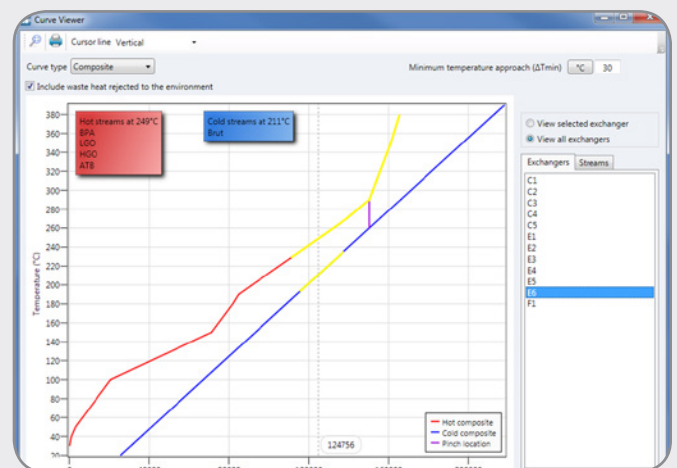 Curve Viewer
Cursor line Vertical
Curve type Composite Minimum temperature approach (ΔTmin) °C 30
Include waste heat rejected to the environment
Hot streams at 249°C
BPA
LGO
HGO
ATB
Cold streams at 211°C
Brut
View selected exchanger
View all exchangers
Exchangers Streams
C1
C2
C3
C4
C5
E1
E2
E3
E4
E5
E6
F1
Temperature (°C)
380
360
340
320
300
280
260
240
220
200
180
160
140
120
100
80
60
40
20
Hot composite
Cold composite
Pinch location
124756